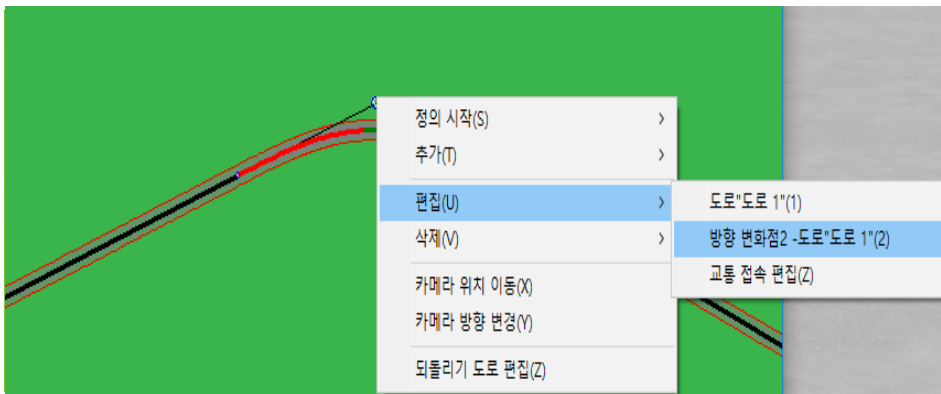 정의 시작(S)
추가(T)
편집(U)
삭제(V)
카메라 위치 이동(X)
카메라 방향 변경(Y)
되돌리기 도로 편집(Z)
도로"도로 1"(1)
방향 변화점2 -도로"도로 1"(2)
교통 접속 편집(Z)